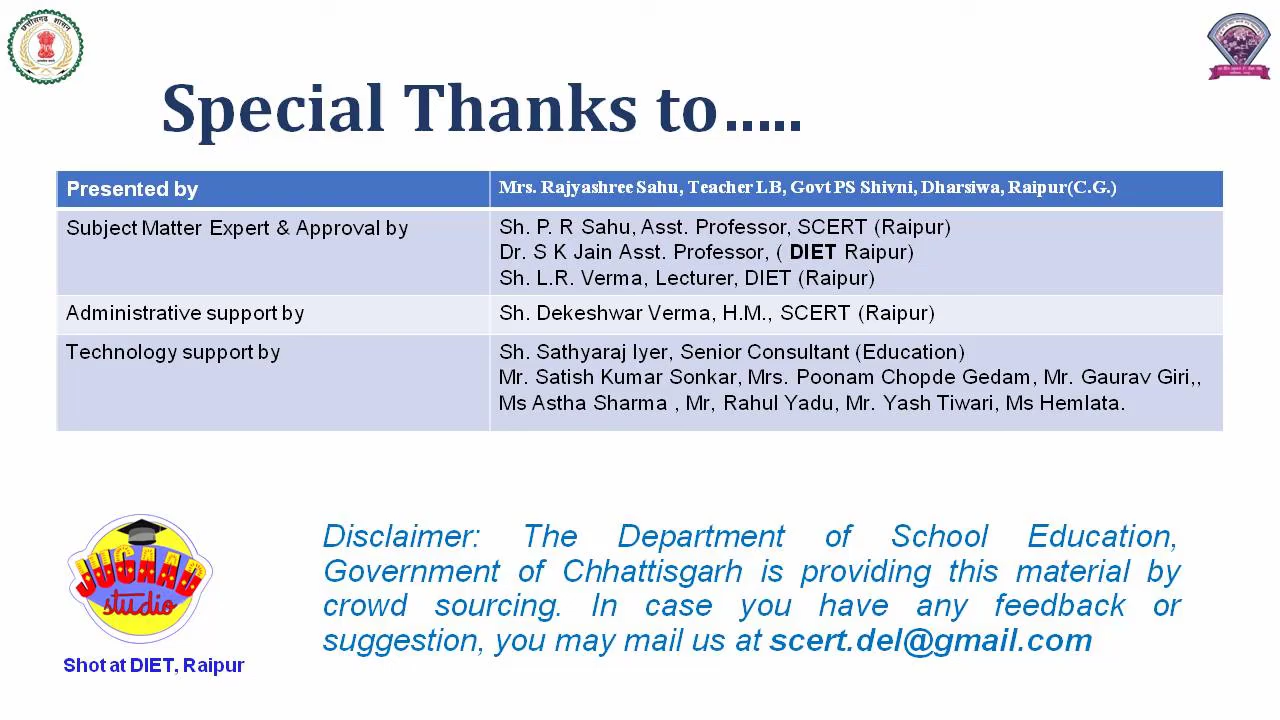 छत्तीसगढ़ शासन
Special Thanks to.....
Presented by
Mrs. Rajyashree Sahu, Teacher LB, Govt PS Shivni, Dharsiwa, Raipur(C.G.)
Subject Matter Expert & Approval by
Sh. P. R Sahu, Asst. Professor, SCERT (Raipur)
Dr. S K Jain Asst. Professor, ( DIET Raipur)
Sh. L.R. Verma, Lecturer, DIET (Raipur)
Administrative support by
Sh. Dekeshwar Verma, H.M., SCERT (Raipur)
Technology support by
Sh. Sathyaraj Iyer, Senior Consultant (Education)
Mr. Satish Kumar Sonkar, Mrs. Poonam Chopde Gedam, Mr. Gaurav Giri,,
Ms Astha Sharma , Mr, Rahul Yadu, Mr. Yash Tiwari, Ms Hemlata.
JUGAAD
studio
Shot at DIET, Raipur
Disclaimer: The Department of School Education,
Government of Chhattisgarh is providing this material by
crowd sourcing. In case you have any feedback or
suggestion, you may mail us at scert.del@gmail.com